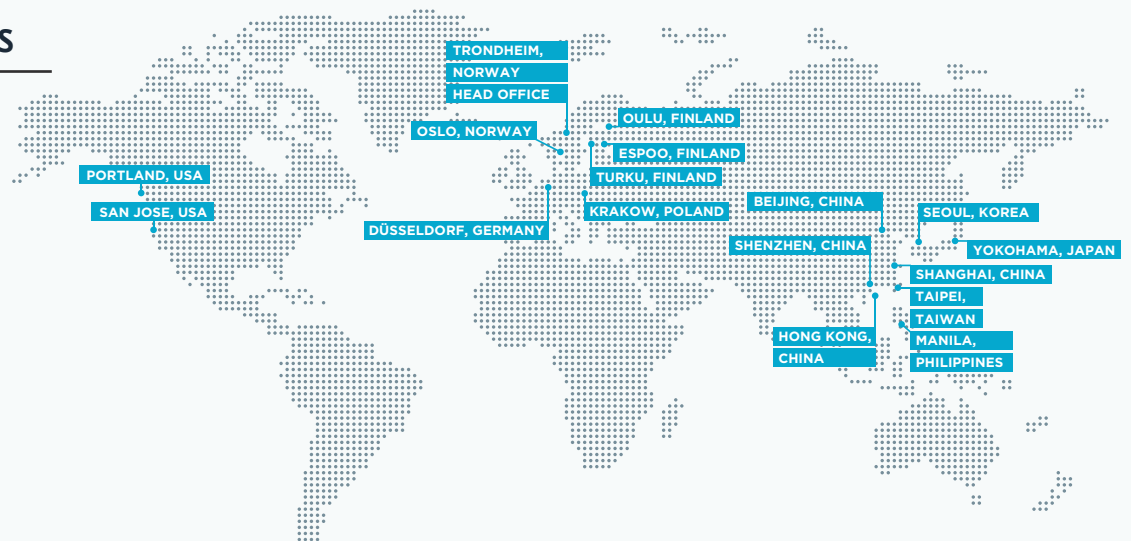 S
TRONDHEIM,
NORWAY
HEAD OFFICE
OSLO, NORWAY
OULU, FINLAND
ESPOO, FINLAND
TURKU, FINLAND
KRAKOW, POLAND
DÜSSELDORF, GERMANY
PORTLAND, USA
SAN JOSE, USA
BEIJING, CHINA
SEOUL, KOREA
SHENZHEN, CHINA
YOKOHAMA, JAPAN
SHANGHAI, CHINA
TAIPEI,
TAIWAN
HONG KONG,
CHINA
MANILA,
PHILIPPINES